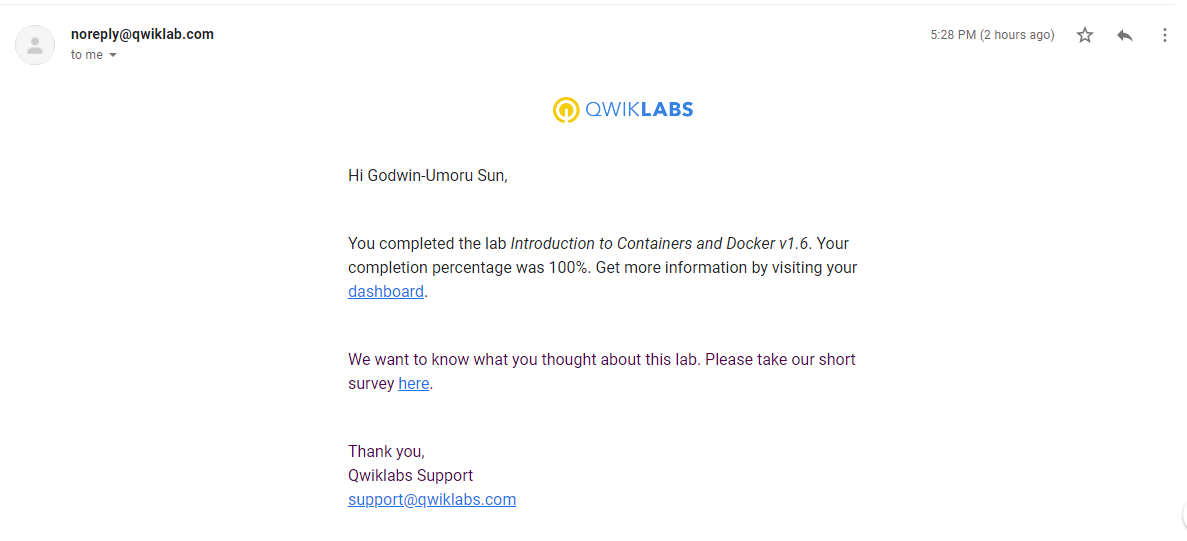 noreply@qwiklab.com
5:28 PM (2 hours ago)
to me
QWIKLABS
Hi Godwin-Umoru Sun,
You completed the lab Introduction to Containers and Docker v1.6. Your
completion percentage was 100%. Get more information by visiting your
dashboard.
We want to know what you thought about this lab. Please take our short
survey here.
Thank you,
Qwiklabs Support
support@qwiklabs.com